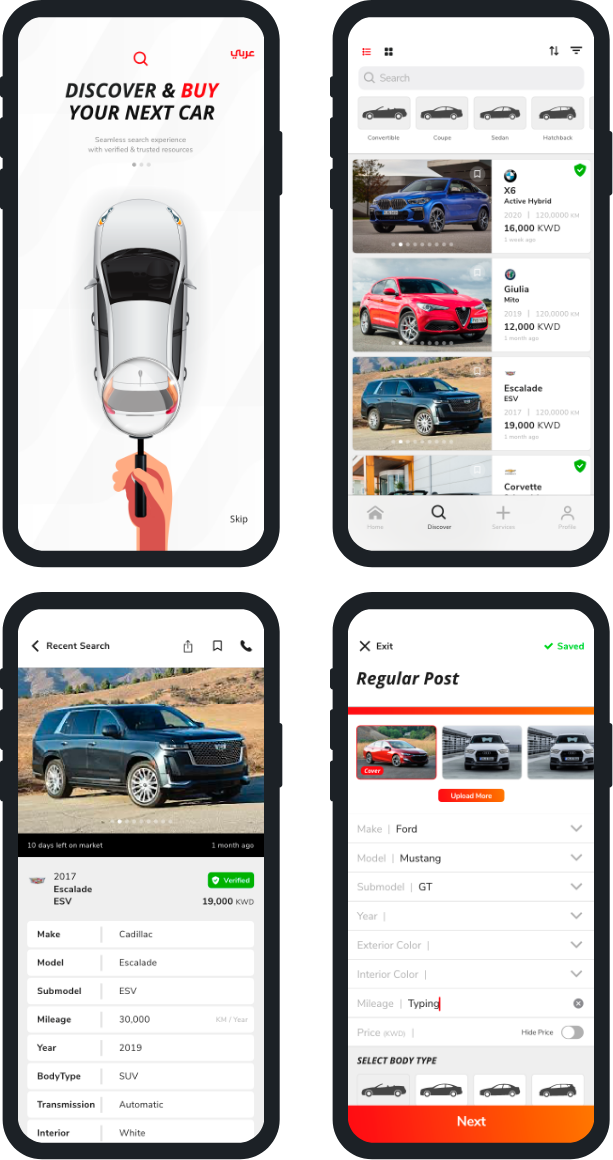 عربي
DISCOVER & BUY
YOUR NEXT CAR
Seamless search experience
with verified & trusted resources
Skip
Search
Convertible
Coupe
Sedan
Hatchback
X6
Active Hybrid
2020 | 120,0000 KM
16,000 KWD
1 week ago
Giulia
Mito
2019 | 120,0000 KM
12,000 KWD
1 month ago
Escalade
ESV
2017 | 120,0000 KM
19,000 KWD
1 month ago
Corvette
Home
Discover
Services
Profile
Recent Search
10 days left on market
1 month ago
2017
Escalade
ESV
Verified
19,000 KWD
Make Cadillac
Model Escalade
Submodel ESV
Mileage 30,000 KM / Year
Year 2019
BodyType SUV
Transmission Automatic
Interior White
Exit
Saved
Regular Post
Cover
Upload More
Make | Ford
Model | Mustang
Submodel | GT
Year |
Exterior Color |
Interior Color |
Mileage | Typing
Price (KWD) | Hide Price
SELECT BODY TYPE
Next